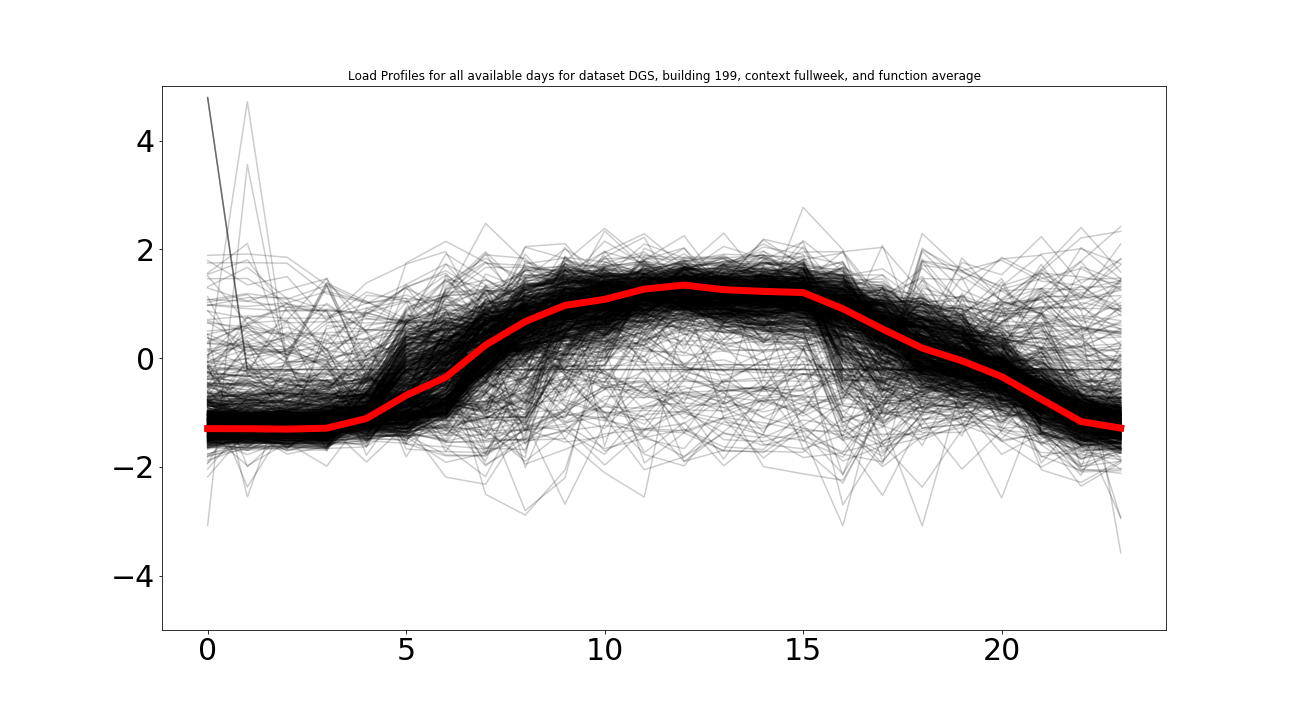 Load Profiles for all available days for dataset DGS, building 199, context fullweek, and function average
4
2
0
−2
−4
0 5 10 15 20